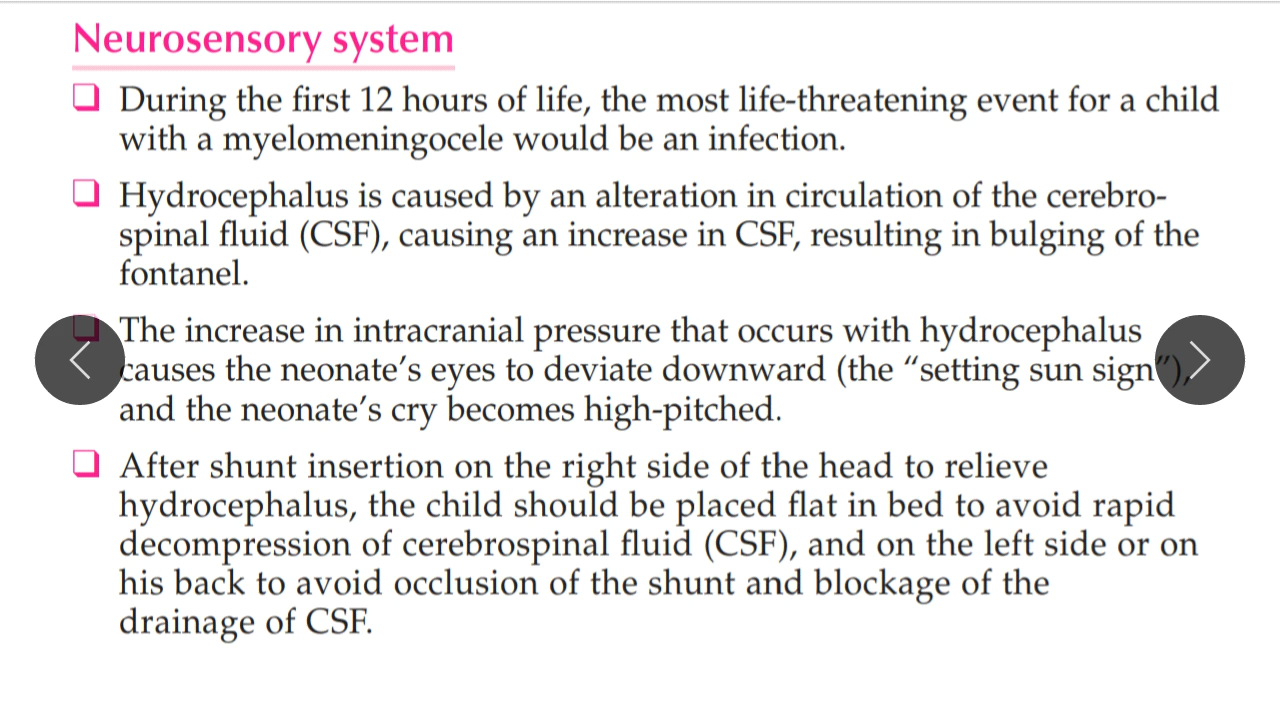 Neurosensory system
❑ During the first 12 hours of life, the most life-threatening event for a child
with a myelomeningocele would be an infection.
❑ Hydrocephalus is caused by an alteration in circulation of the cerebro-
spinal fluid (CSF), causing an increase in CSF, resulting in bulging of the
fontanel.
❑ The increase in intracranial pressure that occurs with hydrocephalus
causes the neonate’s eyes to deviate downward (the “setting sun sign”),
and the neonate’s cry becomes high-pitched.
❑ After shunt insertion on the right side of the head to relieve
hydrocephalus, the child should be placed flat in bed to avoid rapid
decompression of cerebrospinal fluid (CSF), and on the left side or on
his back to avoid occlusion of the shunt and blockage of the
drainage of CSF.